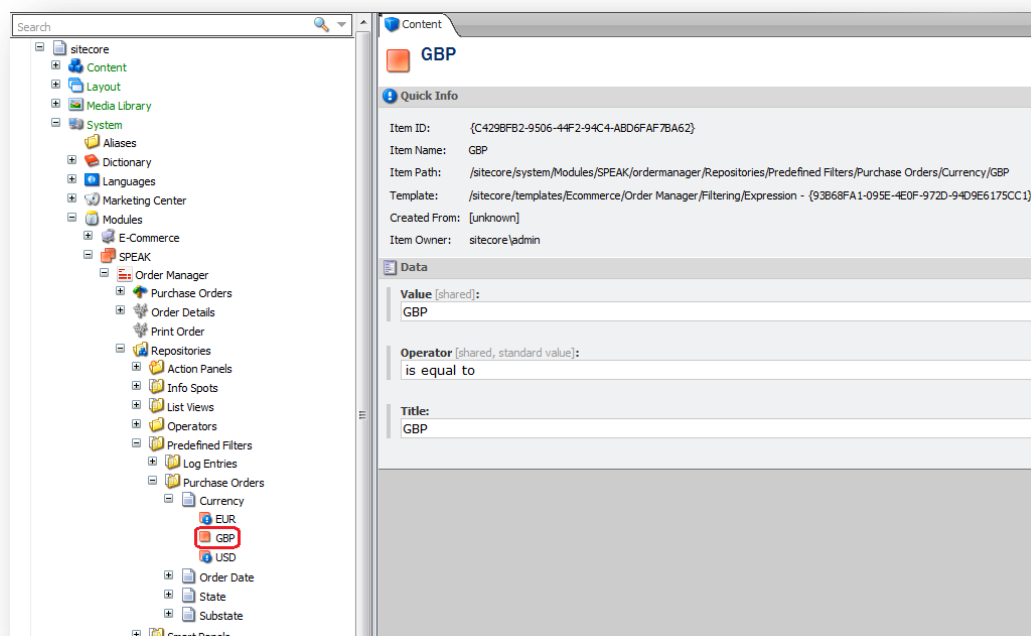 Search
sitecore
Content
Layout
Media Library
System
Aliases
Dictionary
Languages
Marketing Center
Modules
E-Commerce
SPEAK
Order Manager
Purchase Orders
Order Details
Print Order
Repositories
Action Panels
Info Spots
List Views
Operators
Predefined Filters
Log Entries
Purchase Orders
Currency
EUR
GBP
USD
Order Date
State
Substate
Smart Panels
Content
GBP
Quick Info
Item ID: {C429BFB2-9506-44F2-94C4-ABD6FAF7BA62}
Item Name: GBP
Item Path: /sitecore/system/Modules/SPEAK/ordermanager/Repositories/Predefined Filters/Purchase Orders/Currency/GBP
Template: /sitecore/templates/Ecommerce/Order Manager/Filtering/Expression - {93B68FA1-095E-4E0F-972D-94D9E6175CC1}
Created From: [unknown]
Item Owner: sitecore\admin
Data
Value [shared]:
GBP
Operator [shared, standard value]:
is equal to
Title:
GBP